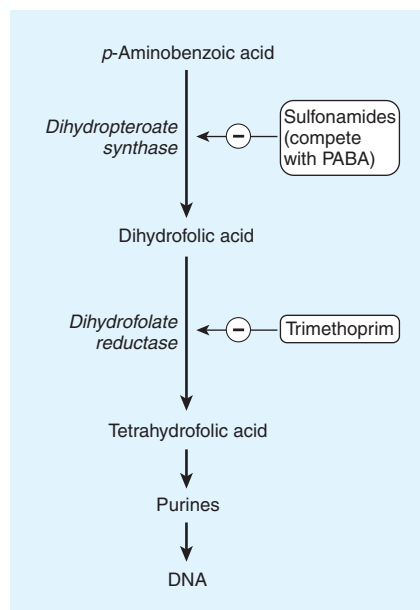 p-Aminobenzoic acid
Dihydropteroate
synthase
−
Sulfonamides
(compete
with PABA)
Dihydrofolic acid
Dihydrofolate
reductase
−
Trimethoprim
Tetrahydrofolic acid
Purines
DNA